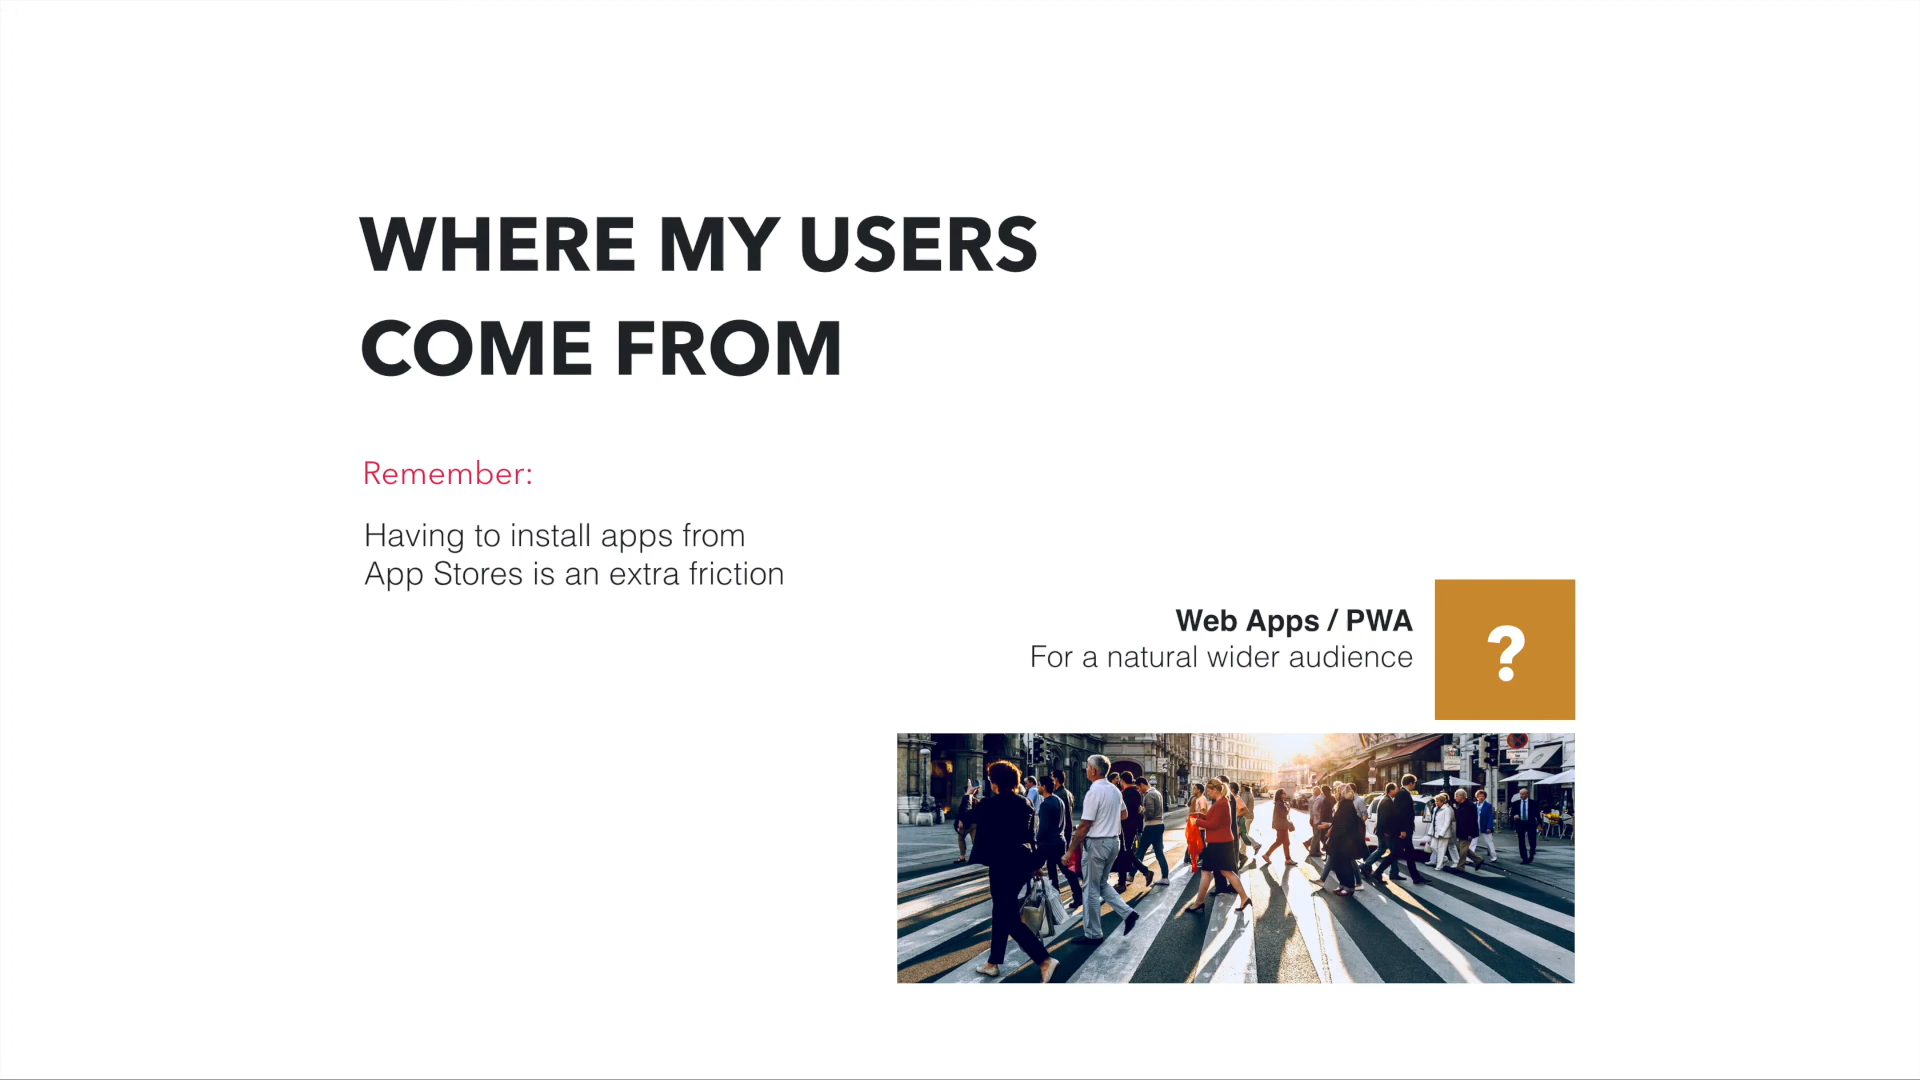 WHERE MY USERS
COME FROM
Remember:
Having to install apps from
App Stores is an extra friction
Web Apps / PWA
For a natural wider audience
?